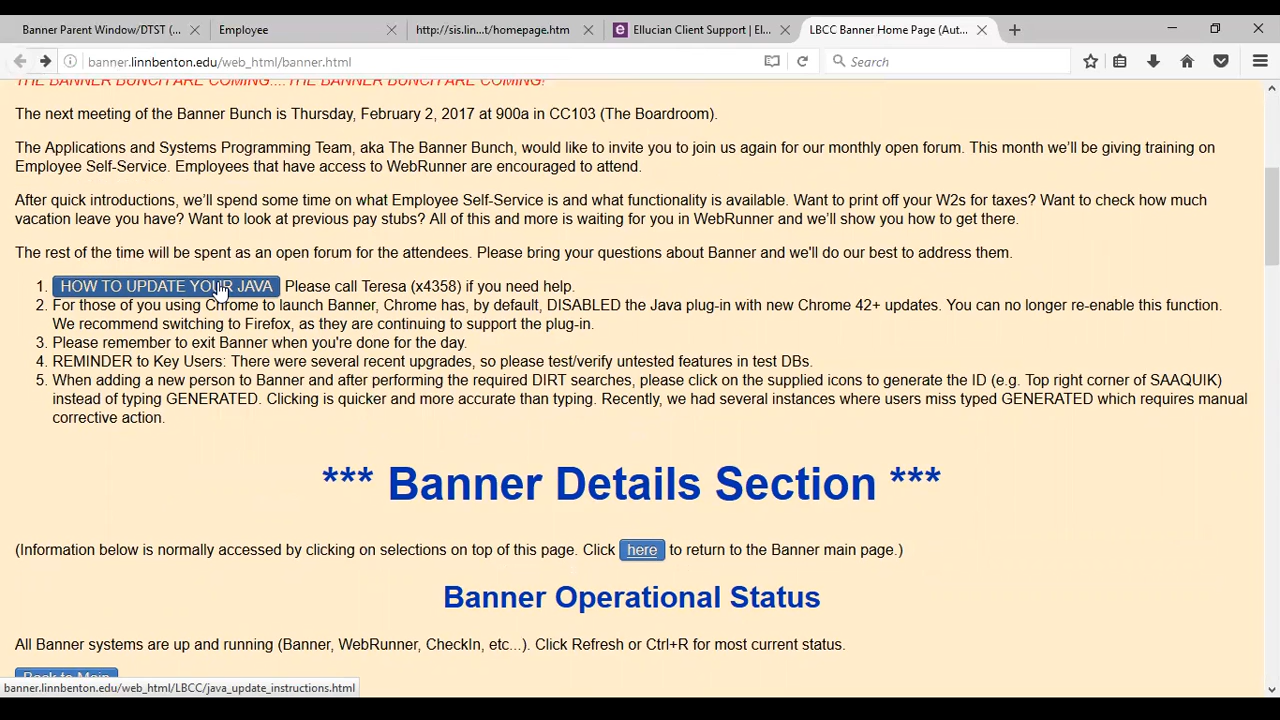 Banner Parent Window/DTST (... × Employee × http://sis.lin...t/homepage.htm × Ellucian Client Support | El... × LBCC Banner Home Page (Aut... ×
banner.linnbenton.edu/web_html/banner.html Search
THE BANNER BUNCH ARE COMING....THE BANNER BUNCH ARE COMING!
The next meeting of the Banner Bunch is Thursday, February 2, 2017 at 900a in CC103 (The Boardroom).
The Applications and Systems Programming Team, aka The Banner Bunch, would like to invite you to join us again for our monthly open forum. This month we'll be giving training on
Employee Self-Service. Employees that have access to WebRunner are encouraged to attend.
After quick introductions, we'll spend some time on what Employee Self-Service is and what functionality is available. Want to print off your W2s for taxes? Want to check how much
vacation leave you have? Want to look at previous pay stubs? All of this and more is waiting for you in WebRunner and we'll show you how to get there.
The rest of the time will be spent as an open forum for the attendees. Please bring your questions about Banner and we'll do our best to address them.
1. HOW TO UPDATE YOUR JAVA Please call Teresa (x4358) if you need help.
2. For those of you using Chrome to launch Banner, Chrome has, by default, DISABLED the Java plug-in with new Chrome 42+ updates. You can no longer re-enable this function.
We recommend switching to Firefox, as they are continuing to support the plug-in.
3. Please remember to exit Banner when you're done for the day.
4. REMINDER to Key Users: There were several recent upgrades, so please test/verify untested features in test DBs.
5. When adding a new person to Banner and after performing the required DIRT searches, please click on the supplied icons to generate the ID (e.g. Top right corner of SAAQUIK)
instead of typing GENERATED. Clicking is quicker and more accurate than typing. Recently, we had several instances where users miss typed GENERATED which requires manual
corrective action.
*** Banner Details Section ***
(Information below is normally accessed by clicking on selections on top of this page. Click here to return to the Banner main page.)
Banner Operational Status
All Banner systems are up and running (Banner, WebRunner, CheckIn, etc...). Click Refresh or Ctrl+R for most current status.
Back to Main
banner.linnbenton.edu/web_html/LBCC/java_update_instructions.html